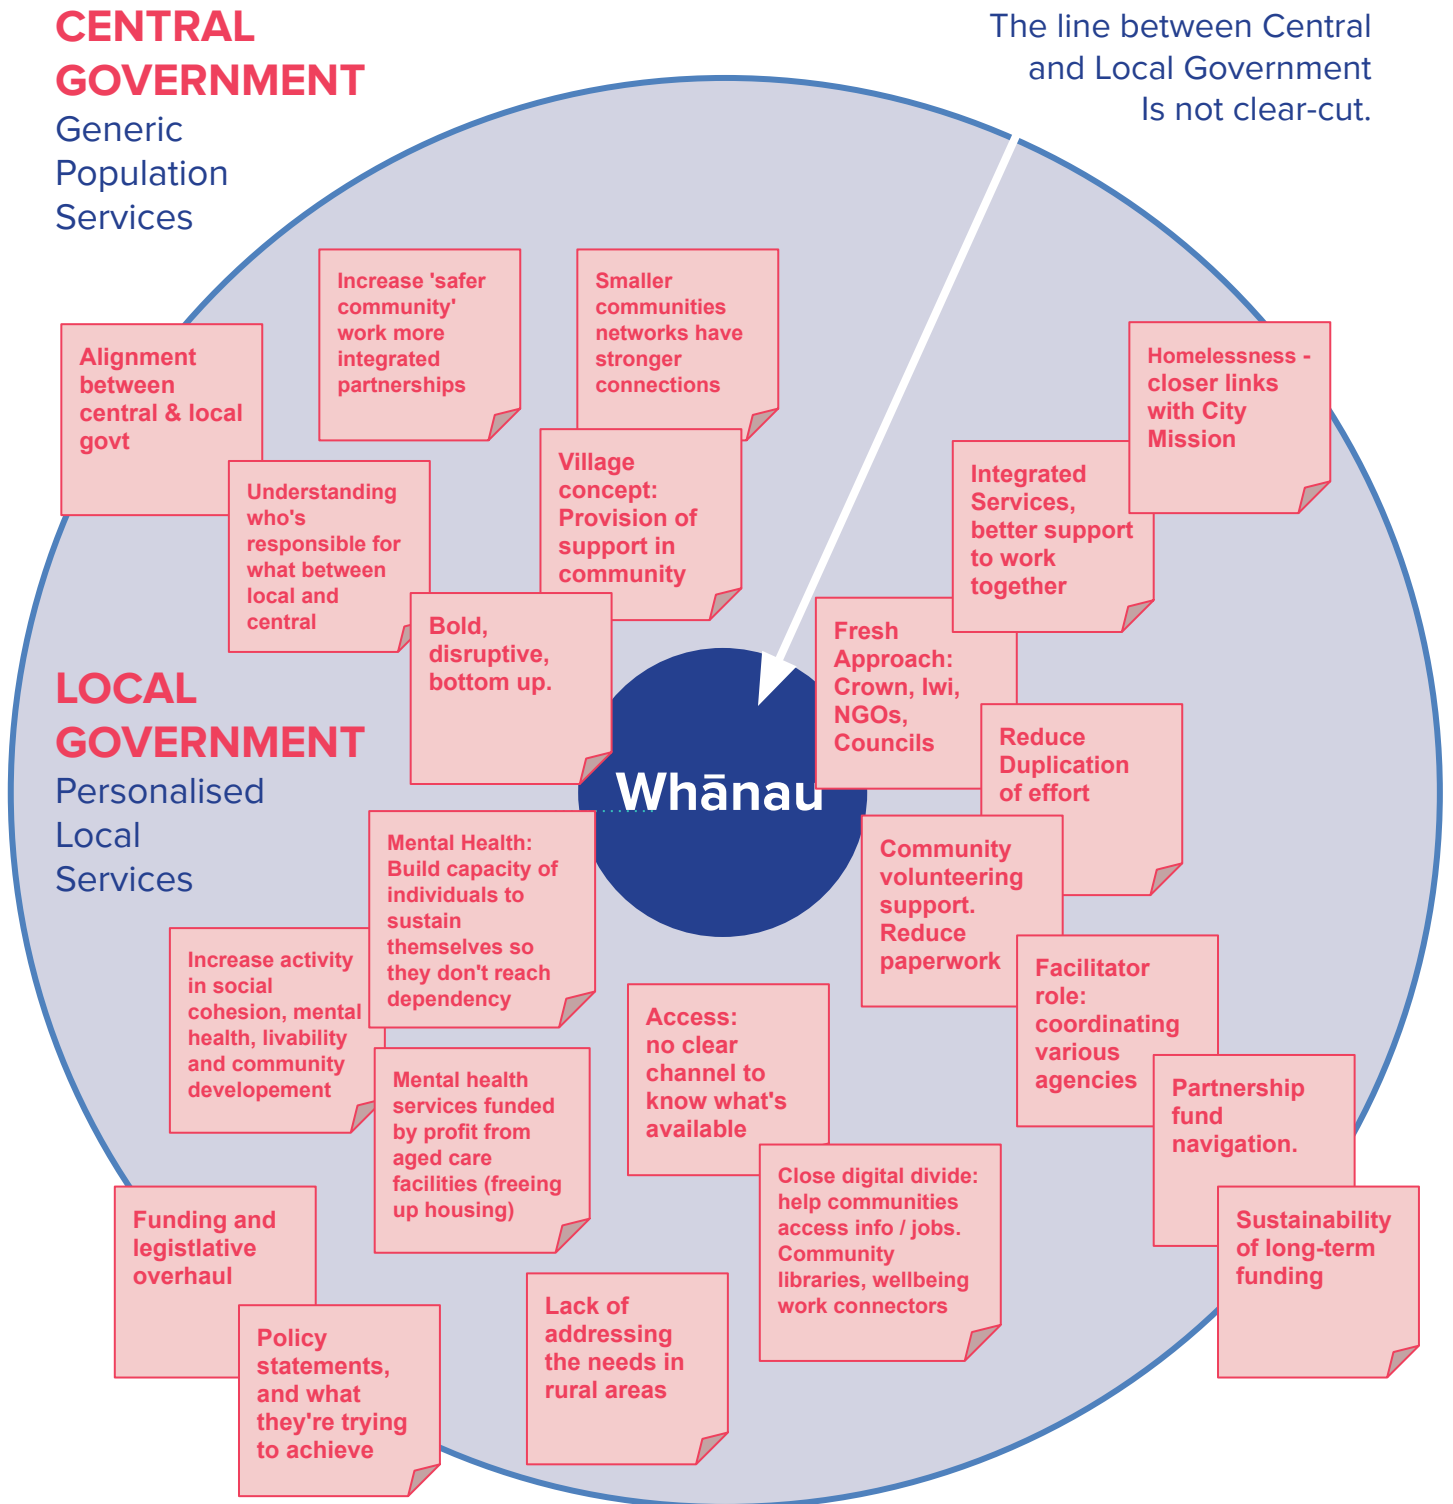 CENTRAL
GOVERNMENT
Generic
Population
Services
The line between Central
and Local Government
Is not clear-cut.
Increase 'safer
community'
work more
integrated
partnerships
Smaller
communities
networks have
stronger
connections
Alignment
between
central & local
govt
Homelessness -
closer links
with City
Mission
Understanding
who's
responsible for
what between
local and
central
Village
concept:
Provision of
support in
community
Integrated
Services,
better support
to work
together
Bold,
disruptive,
bottom up.
Fresh
Approach:
Crown, Iwi,
NGOs,
Councils
LOCAL
GOVERNMENT
Personalised
Local
Services
Whānau
Reduce
Duplication
of effort
Mental Health:
Build capacity of
individuals to
sustain
themselves so
they don't reach
dependency
Community
volunteering
support.
Reduce
paperwork
Increase activity
in social
cohesion, mental
health, livability
and community
developement
Facilitator
role:
coordinating
various
agencies
Access:
no clear
channel to
know what's
available
Mental health
services funded
by profit from
aged care
facilities (freeing
up housing)
Partnership
fund
navigation.
Close digital divide:
help communities
access info / jobs.
Community
libraries, wellbeing
work connectors
Funding and
legistlative
overhaul
Sustainability
of long-term
funding
Lack of
addressing
the needs in
rural areas
Policy
statements,
and what
they're trying
to achieve